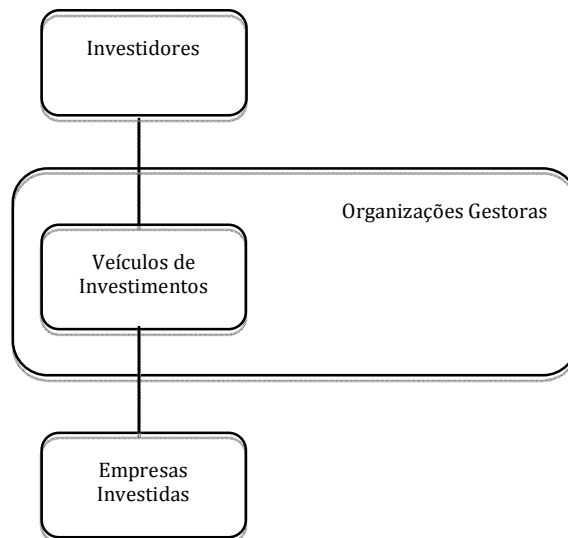 Investidores
Organizações Gestoras
Veículos de
Investimentos
Empresas
Investidas